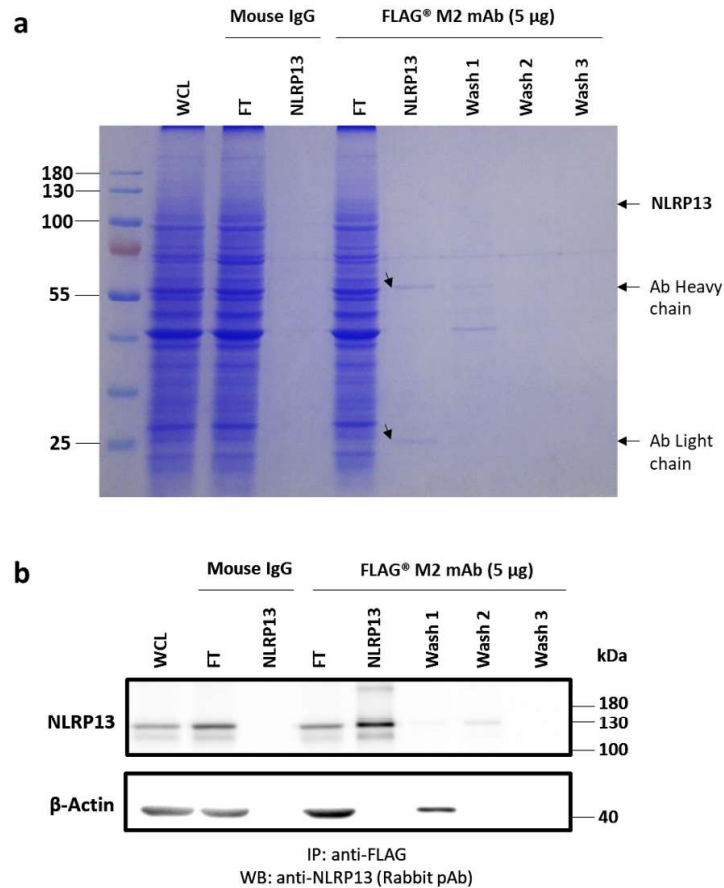 a
Mouse IgG
FLAG® M2 mAb (5 µg)
WCL
FT
NLRP13
FT
NLRP13
Wash 1
Wash 2
Wash 3
180
130
100
55
25
NLRP13
Ab Heavy
chain
Ab Light
chain
b
Mouse IgG
FLAG® M2 mAb (5 µg)
WCL
FT
NLRP13
FT
NLRP13
Wash 1
Wash 2
Wash 3
kDa
NLRP13
180
130
100
β-Actin
40
IP: anti-FLAG
WB: anti-NLRP13 (Rabbit pAb)